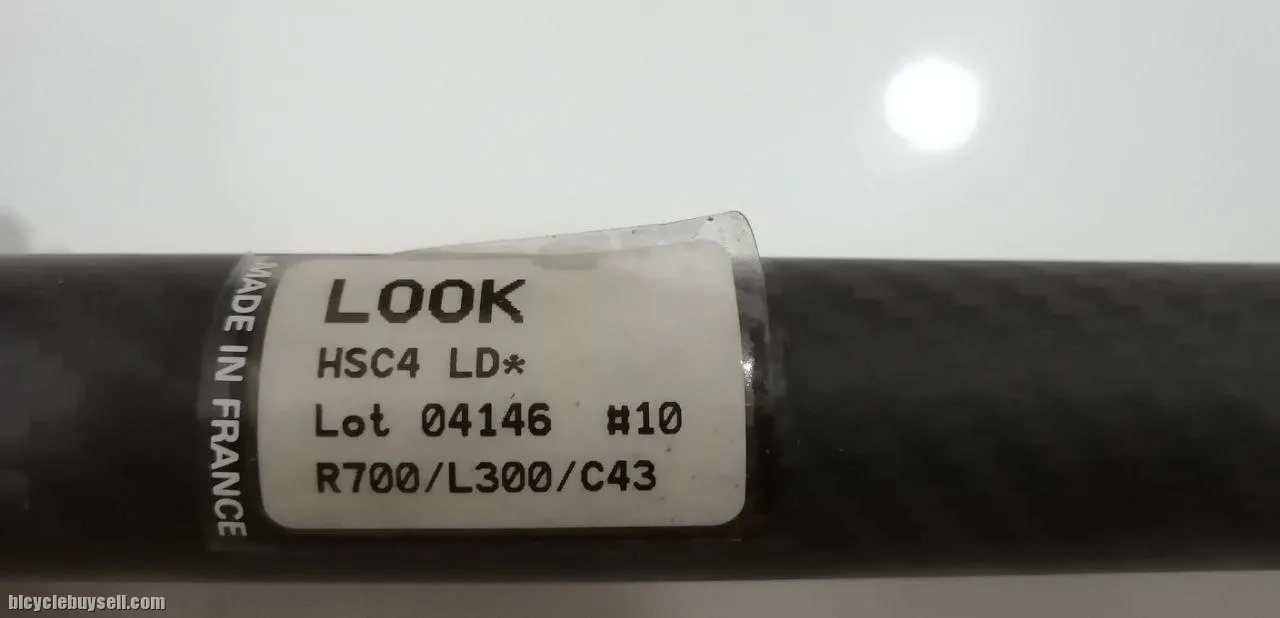 MADE IN FRANCE
LOOK
HSC4 LD*
Lot 04146 #10
R700/L300/C43
bicyclebuysell.com